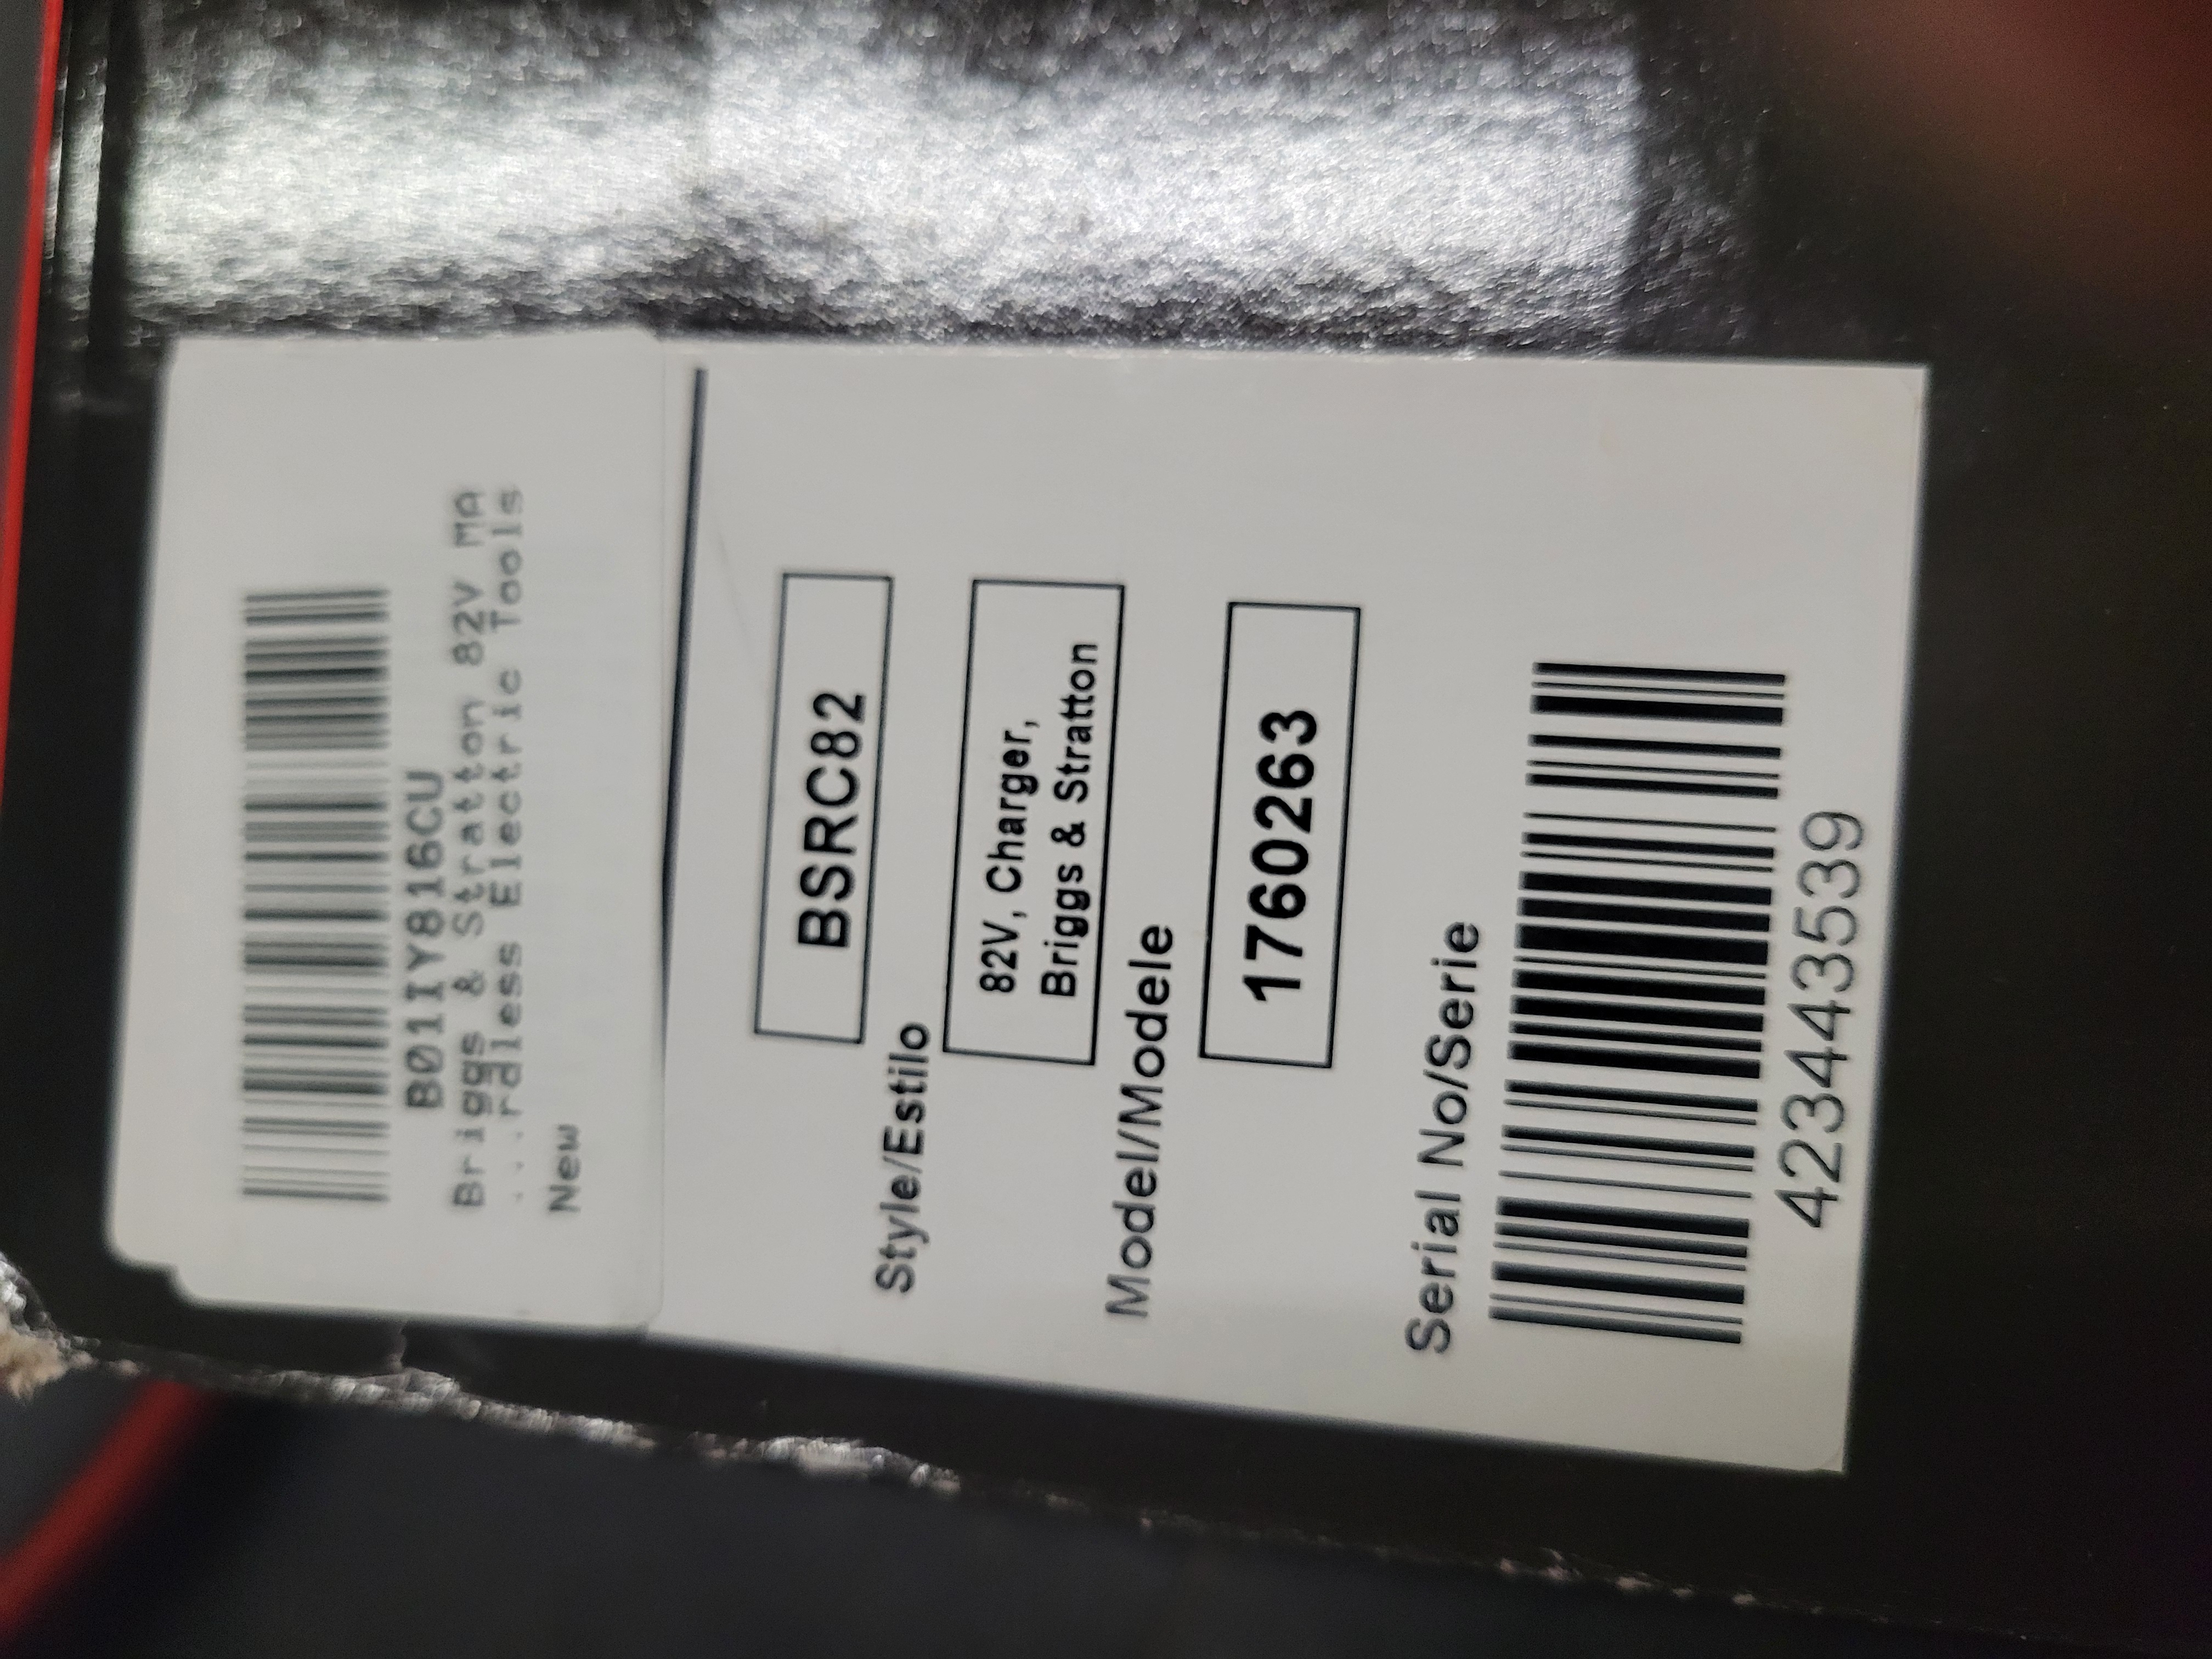 B01IY816CU
Briggs & Stratton 82V MA
...rdless Electric Tools
New
BSRC82
Style/Estilo
82V, Charger,
Briggs & Stratton
Model/Modele
1760263
Serial No/Serie
4234435539